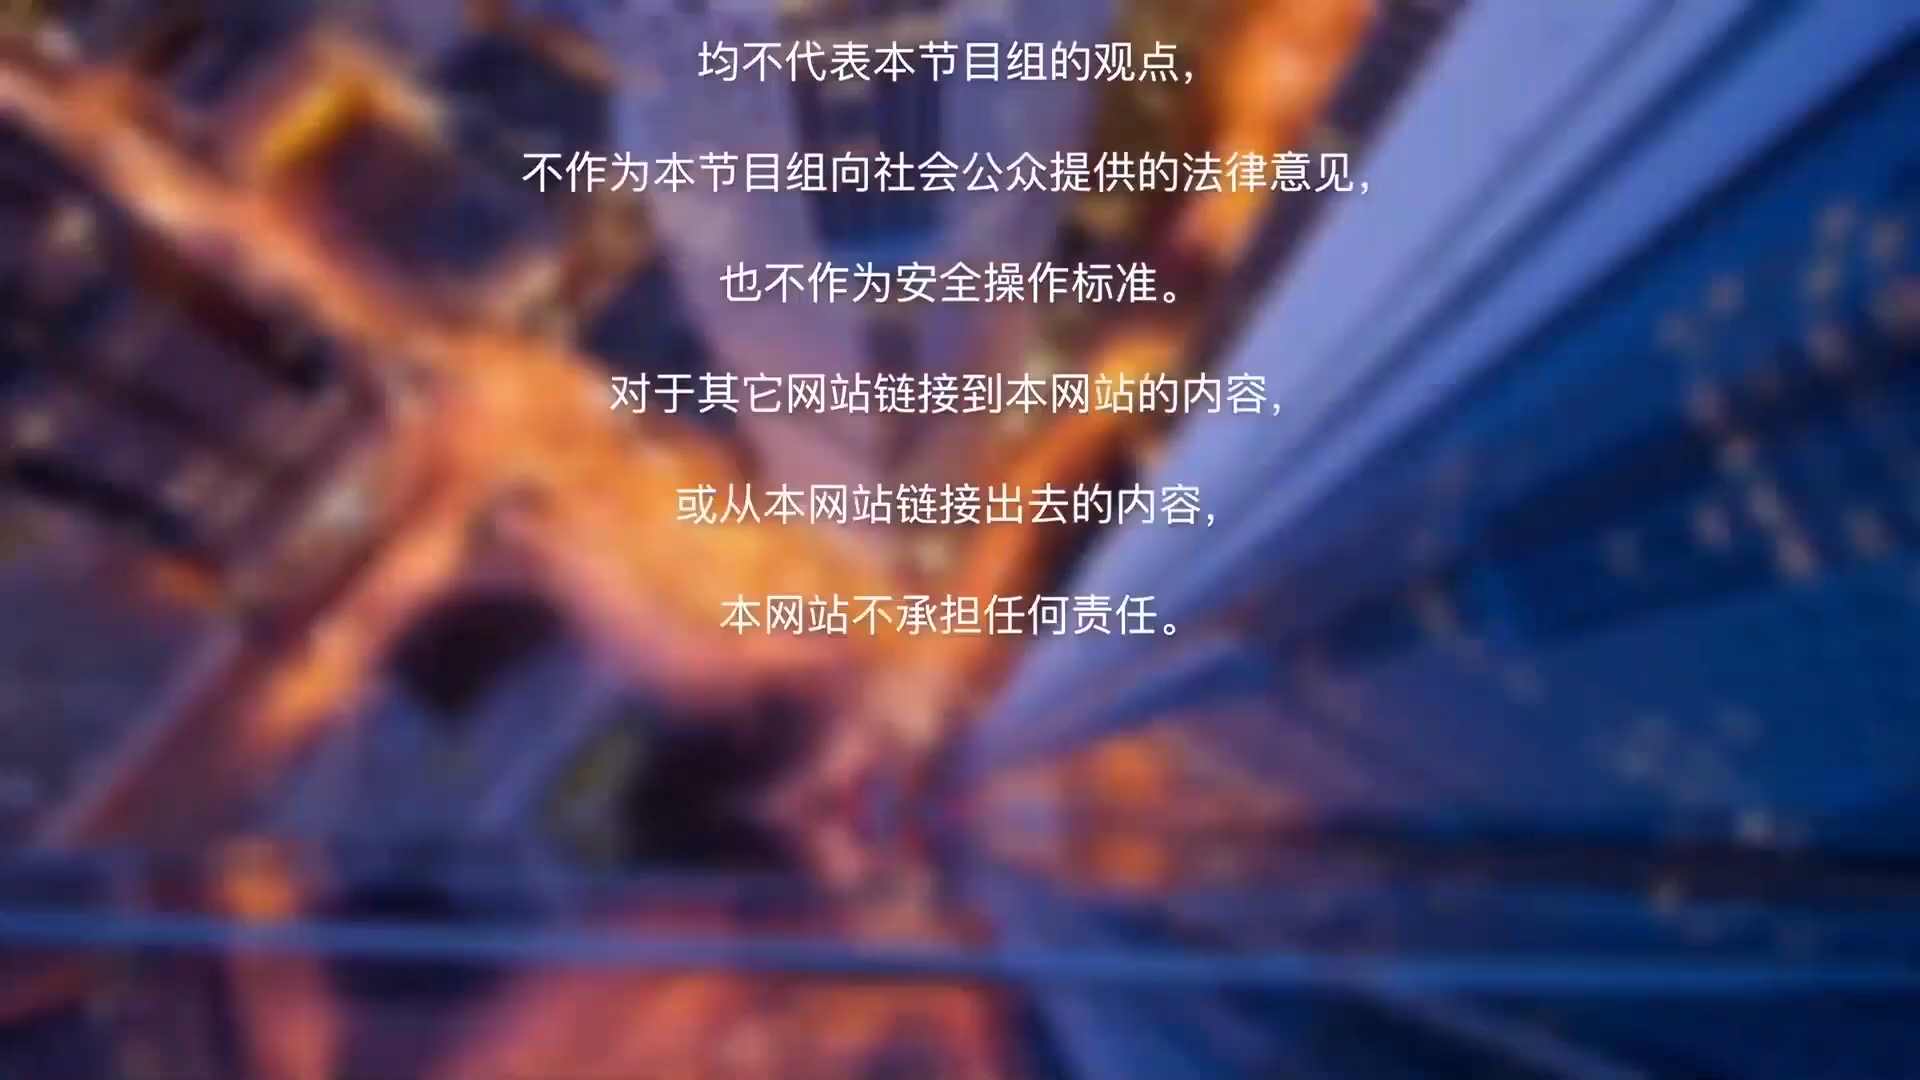 均不代表本节目组的观点，
不作为本节目组向社会公众提供的法律意见，
也不作为安全操作标准。
对于其它网站链接到本网站的内容，
或从本网站链接出去的内容，
本网站不承担任何责任。